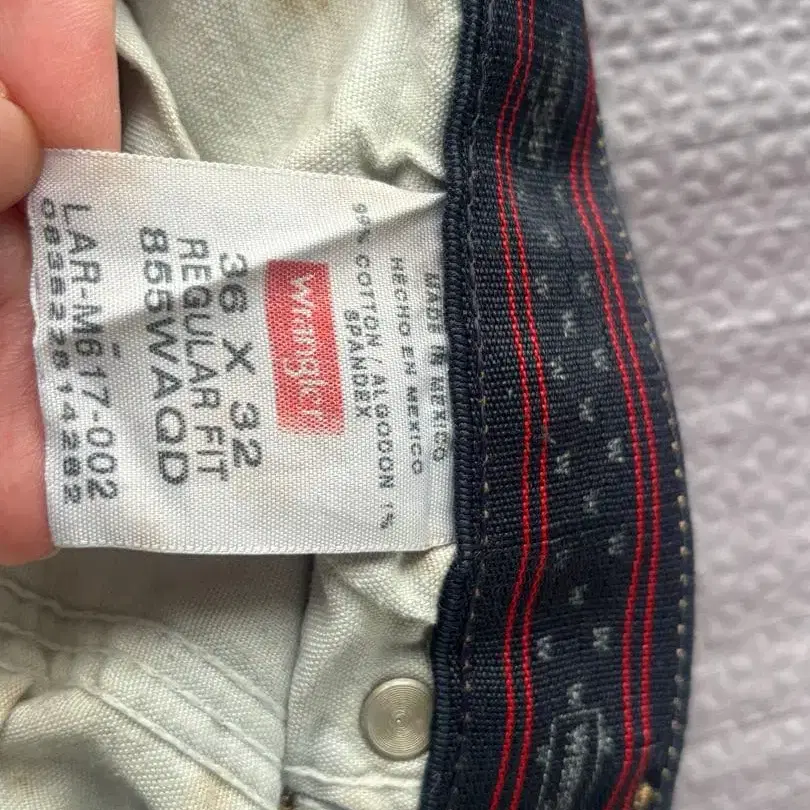 MADE IN MEXICO
HECHO EN MEXICO
99% COTTON / ALGODON 1%
SPANDEX
Wrangler
36 X 32
REGULAR FIT
855WAQD
LAR-M617-002